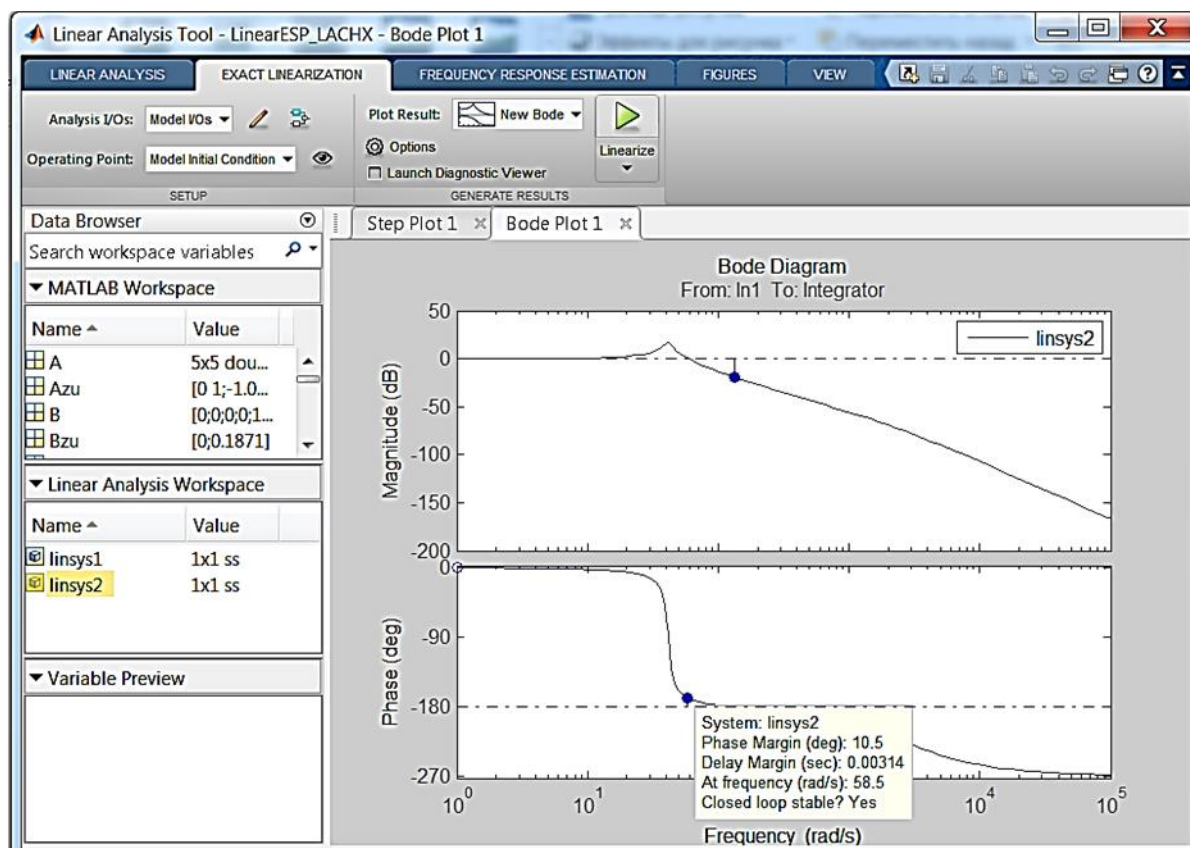 Linear Analysis Tool - LinearESP_LACHX - Bode Plot 1
LINEAR ANALYSIS EXACT LINEARIZATION FREQUENCY RESPONSE ESTIMATION FIGURES VIEW
Analysis I/Os: Model I/Os
Operating Point: Model Initial Condition
SETUP
Plot Result: New Bode
Options
Launch Diagnostic Viewer
Linearize
GENERATE RESULTS
Data Browser
Search workspace variables
MATLAB Workspace
Name Value
A 5x5 dou...
Azu [0 1;-1.0...
B [0;0;0;0;1...
Bzu [0;0.1871]
Linear Analysis Workspace
Name Value
linsys1 1x1 ss
linsys2 1x1 ss
Variable Preview
Step Plot 1 Bode Plot 1
Bode Diagram
From: In1 To: Integrator
linsys2
Magnitude (dB)
50
0
-50
-100
-150
-200
Phase (deg)
0
-90
-180
-270
System: linsys2
Phase Margin (deg): 10.5
Delay Margin (sec): 0.00314
At frequency (rad/s): 58.5
Closed loop stable? Yes
10^0 10^1 10^4 10^5
Frequency (rad/s)